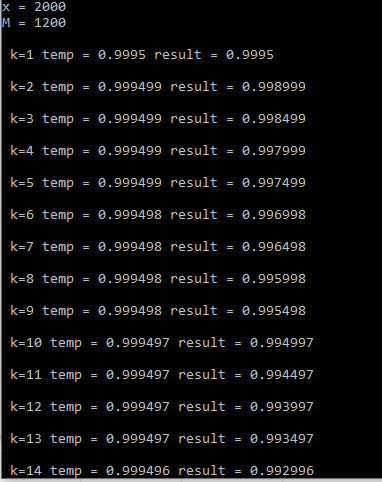 x = 2000
M = 1200
k=1 temp = 0.9995 result = 0.9995
k=2 temp = 0.999499 result = 0.998999
k=3 temp = 0.999499 result = 0.998499
k=4 temp = 0.999499 result = 0.997999
k=5 temp = 0.999499 result = 0.997499
k=6 temp = 0.999498 result = 0.996998
k=7 temp = 0.999498 result = 0.996498
k=8 temp = 0.999498 result = 0.995998
k=9 temp = 0.999498 result = 0.995498
k=10 temp = 0.999497 result = 0.994997
k=11 temp = 0.999497 result = 0.994497
k=12 temp = 0.999497 result = 0.993997
k=13 temp = 0.999497 result = 0.993497
k=14 temp = 0.999496 result = 0.992996